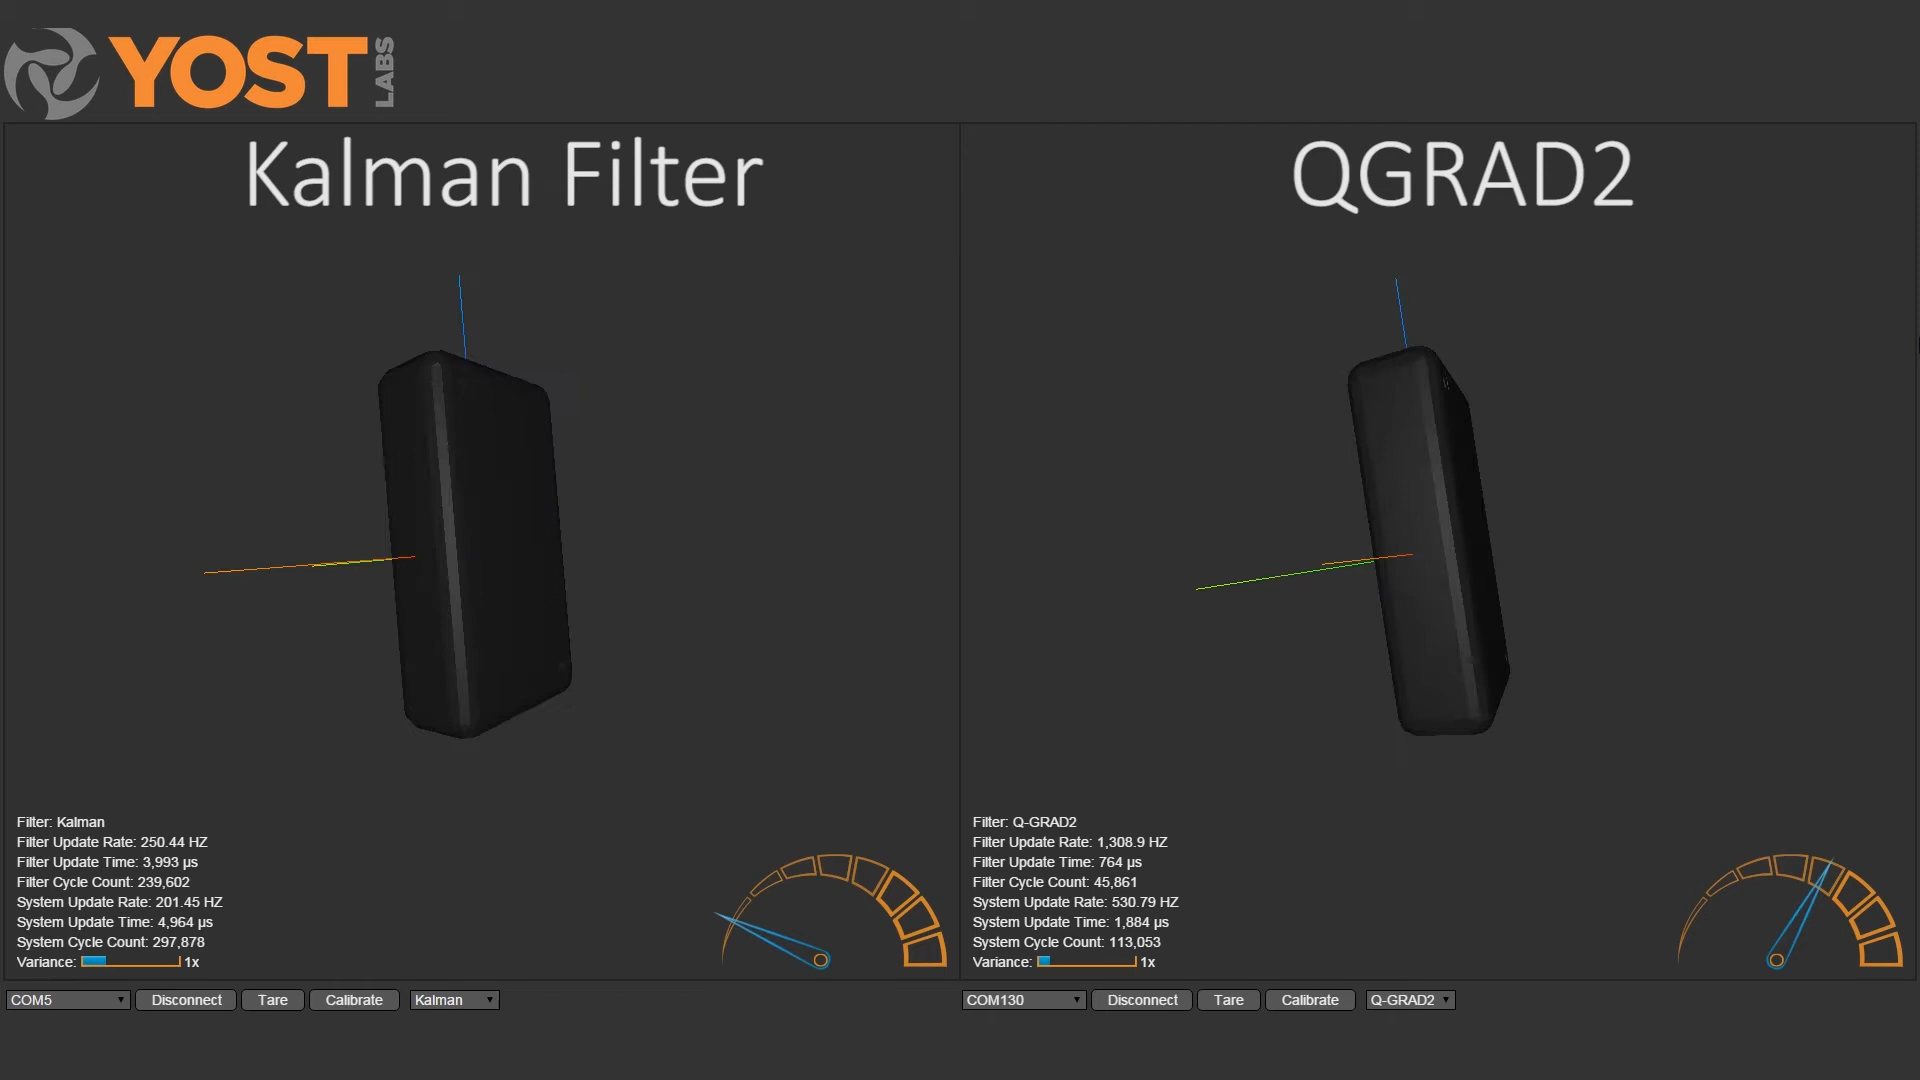 YOST LABS
Kalman Filter
QGRAD2
Filter: Kalman
Filter Update Rate: 250.44 HZ
Filter Update Time: 3,993 µs
Filter Cycle Count: 239,602
System Update Rate: 201.45 HZ
System Update Time: 4,964 µs
System Cycle Count: 297,878
Variance: 1x
COM5 Disconnect Tare Calibrate Kalman
Filter: Q-GRAD2
Filter Update Rate: 1,308.9 HZ
Filter Update Time: 764 µs
Filter Cycle Count: 45,861
System Update Rate: 530.79 HZ
System Update Time: 1,884 µs
System Cycle Count: 113,053
Variance: 1x
COM130 Disconnect Tare Calibrate Q-GRAD2